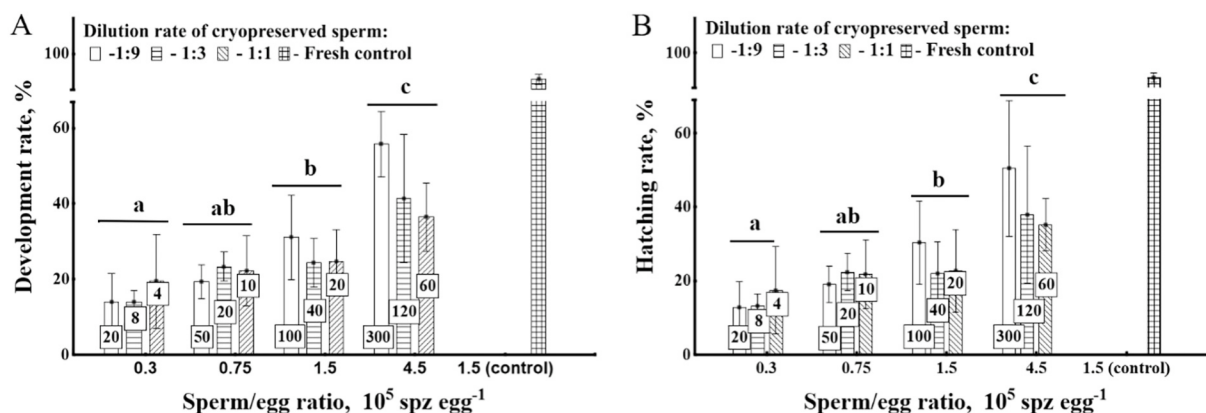 A
Dilution rate of cryopreserved sperm:
-1:9 - 1:3 - 1:1 - Fresh control
100
60
40
20
0
Development rate, %
a
ab
b
c
20
8
4
50
20
10
100
40
20
300
120
60
0.3 0.75 1.5 4.5 1.5 (control)
Sperm/egg ratio, 10⁵ spz egg⁻¹
B
Dilution rate of cryopreserved sperm:
-1:9 - 1:3 - 1:1 - Fresh control
100
60
40
20
0
Hatching rate, %
a
ab
b
c
20
8
4
50
20
10
100
40
20
300
120
60
0.3 0.75 1.5 4.5 1.5 (control)
Sperm/egg ratio, 10⁵ spz egg⁻¹